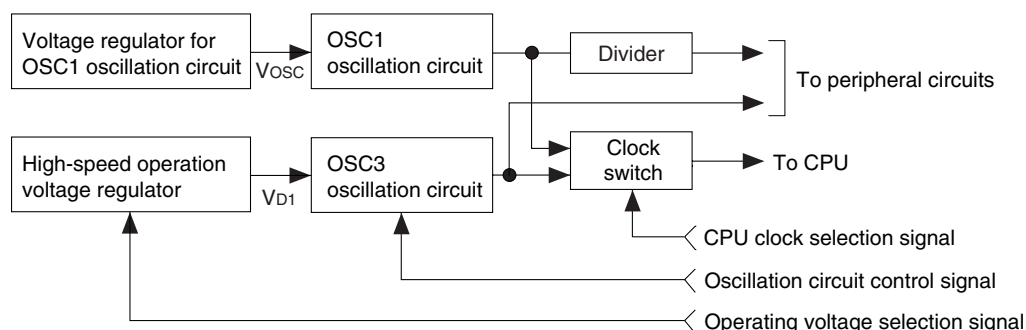 Voltage regulator for
OSC1 oscillation circuit
VOSC
OSC1
oscillation circuit
Divider
To peripheral circuits
High-speed operation
voltage regulator
VD1
OSC3
oscillation circuit
Clock
switch
To CPU
CPU clock selection signal
Oscillation circuit control signal
Operating voltage selection signal